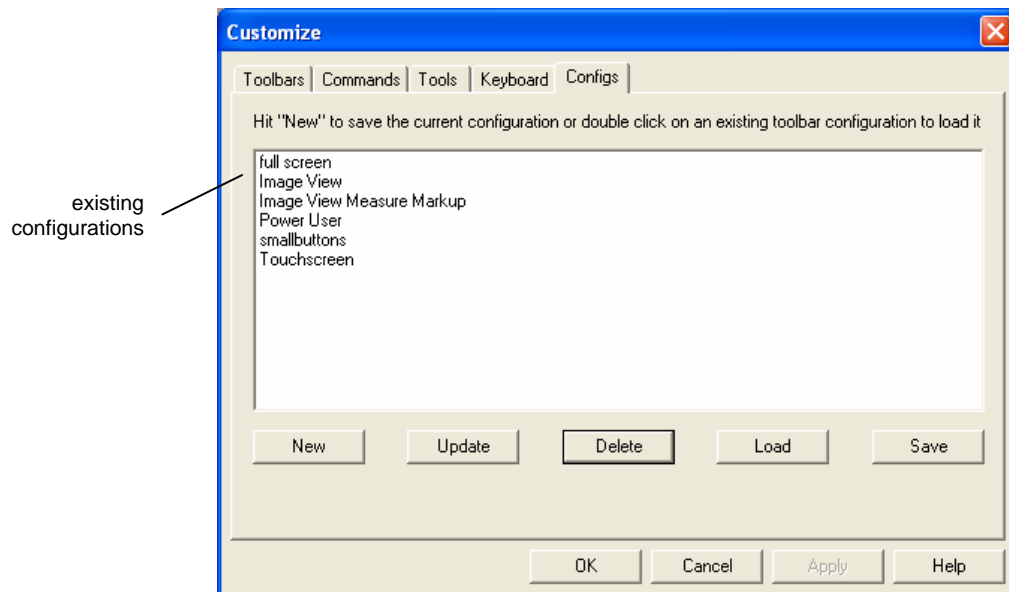 Customize
Toolbars
Commands
Tools
Keyboard
Configs
Hit "New" to save the current configuration or double click on an existing toolbar configuration to load it
existing
configurations
full screen
Image View
Image View Measure Markup
Power User
smallbuttons
Touchscreen
New
Update
Delete
Load
Save
OK
Cancel
Apply
Help